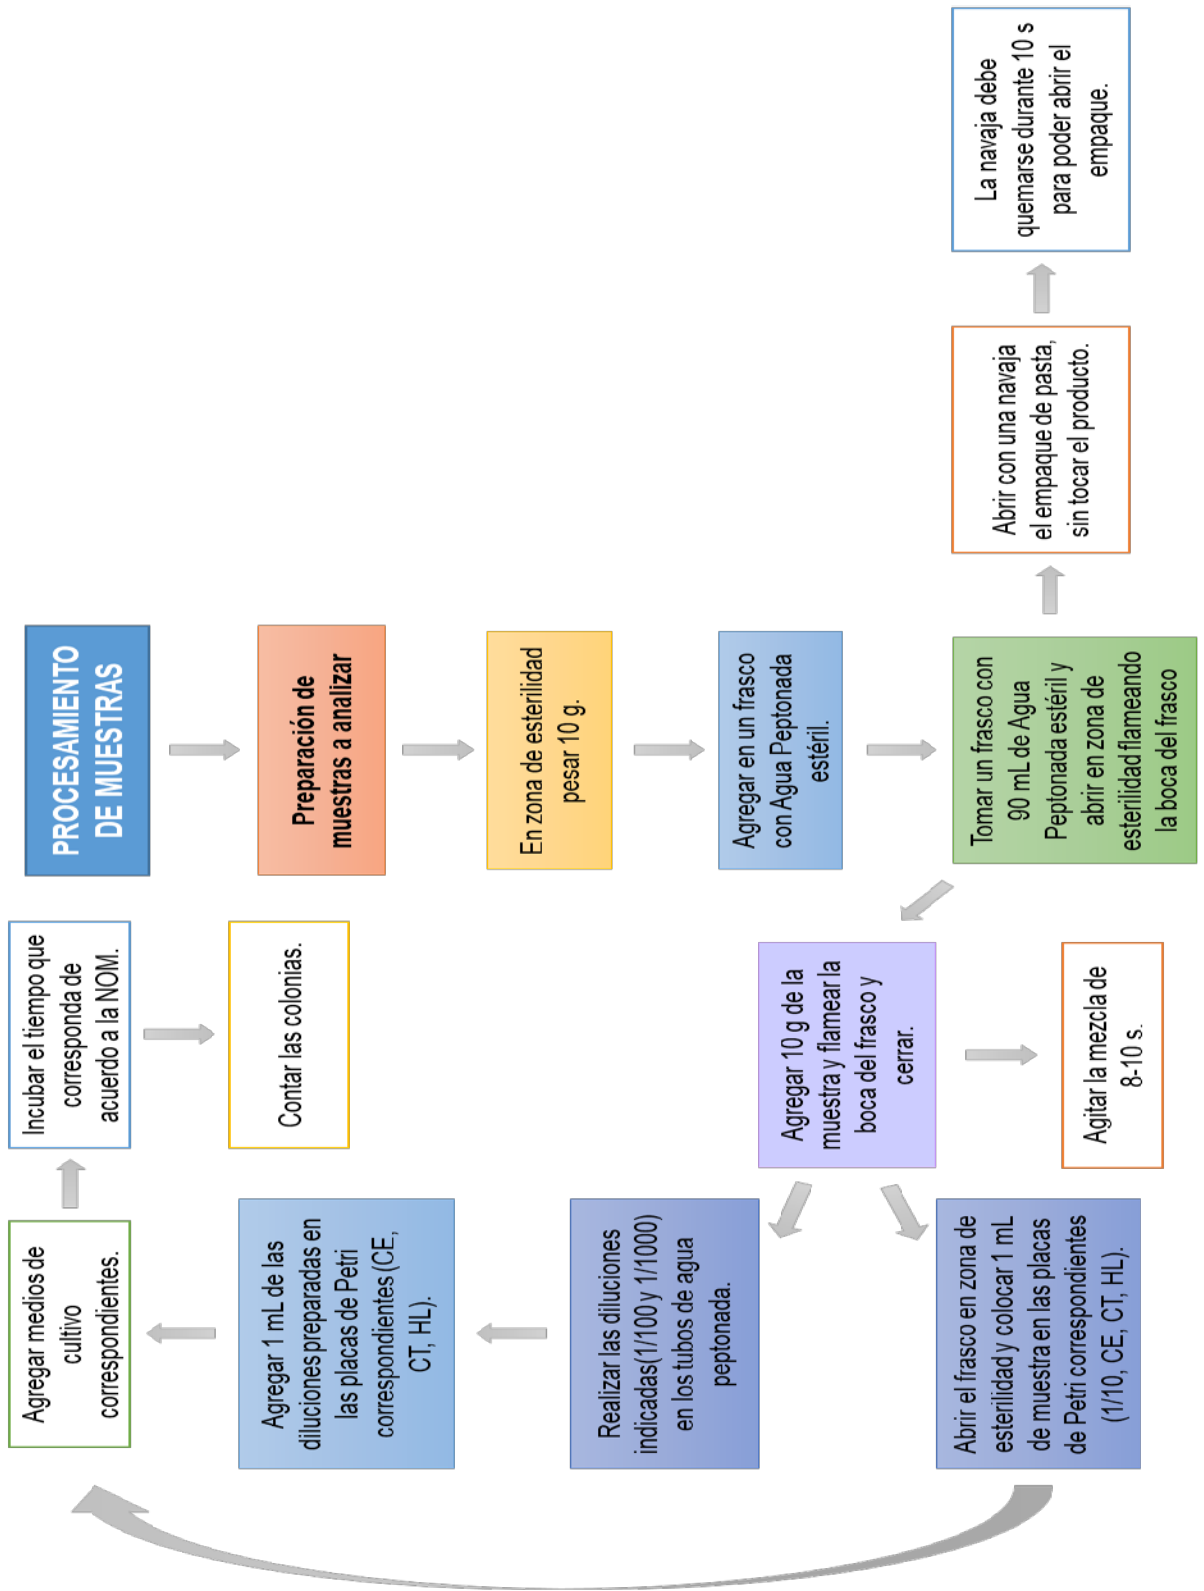 PROCESAMIENTO
DE MUESTRAS
Preparación de
muestras a analizar
En zona de esterilidad
pesar 10 g.
Agregar en un frasco
con Agua Peptonada
estéril.
Tomar un frasco con
90 mL de Agua
Peptonada estéril y
abrir en zona de
esterilidad flameando
la boca del frasco
Abrir con una navaja
el empaque de pasta,
sin tocar el producto.
La navaja debe
quemarse durante 10 s
para poder abrir el
empaque.
Agregar 10 g de la
muestra y flamear la
boca del frasco y
cerrar.
Agitar la mezcla de
8-10 s.
Realizar las diluciones
indicadas(1/100 y 1/1000)
en los tubos de agua
peptonada.
Abrir el frasco en zona de
esterilidad y colocar 1 mL
de muestra en las placas
de Petri correspondientes
(1/10, CE, CT, HL).
Agregar 1 mL de las
diluciones preparadas en
las placas de Petri
correspondientes (CE,
CT, HL).
Agregar medios de
cultivo
correspondientes.
Incubar el tiempo que
corresponda de
acuerdo a la NOM.
Contar las colonias.